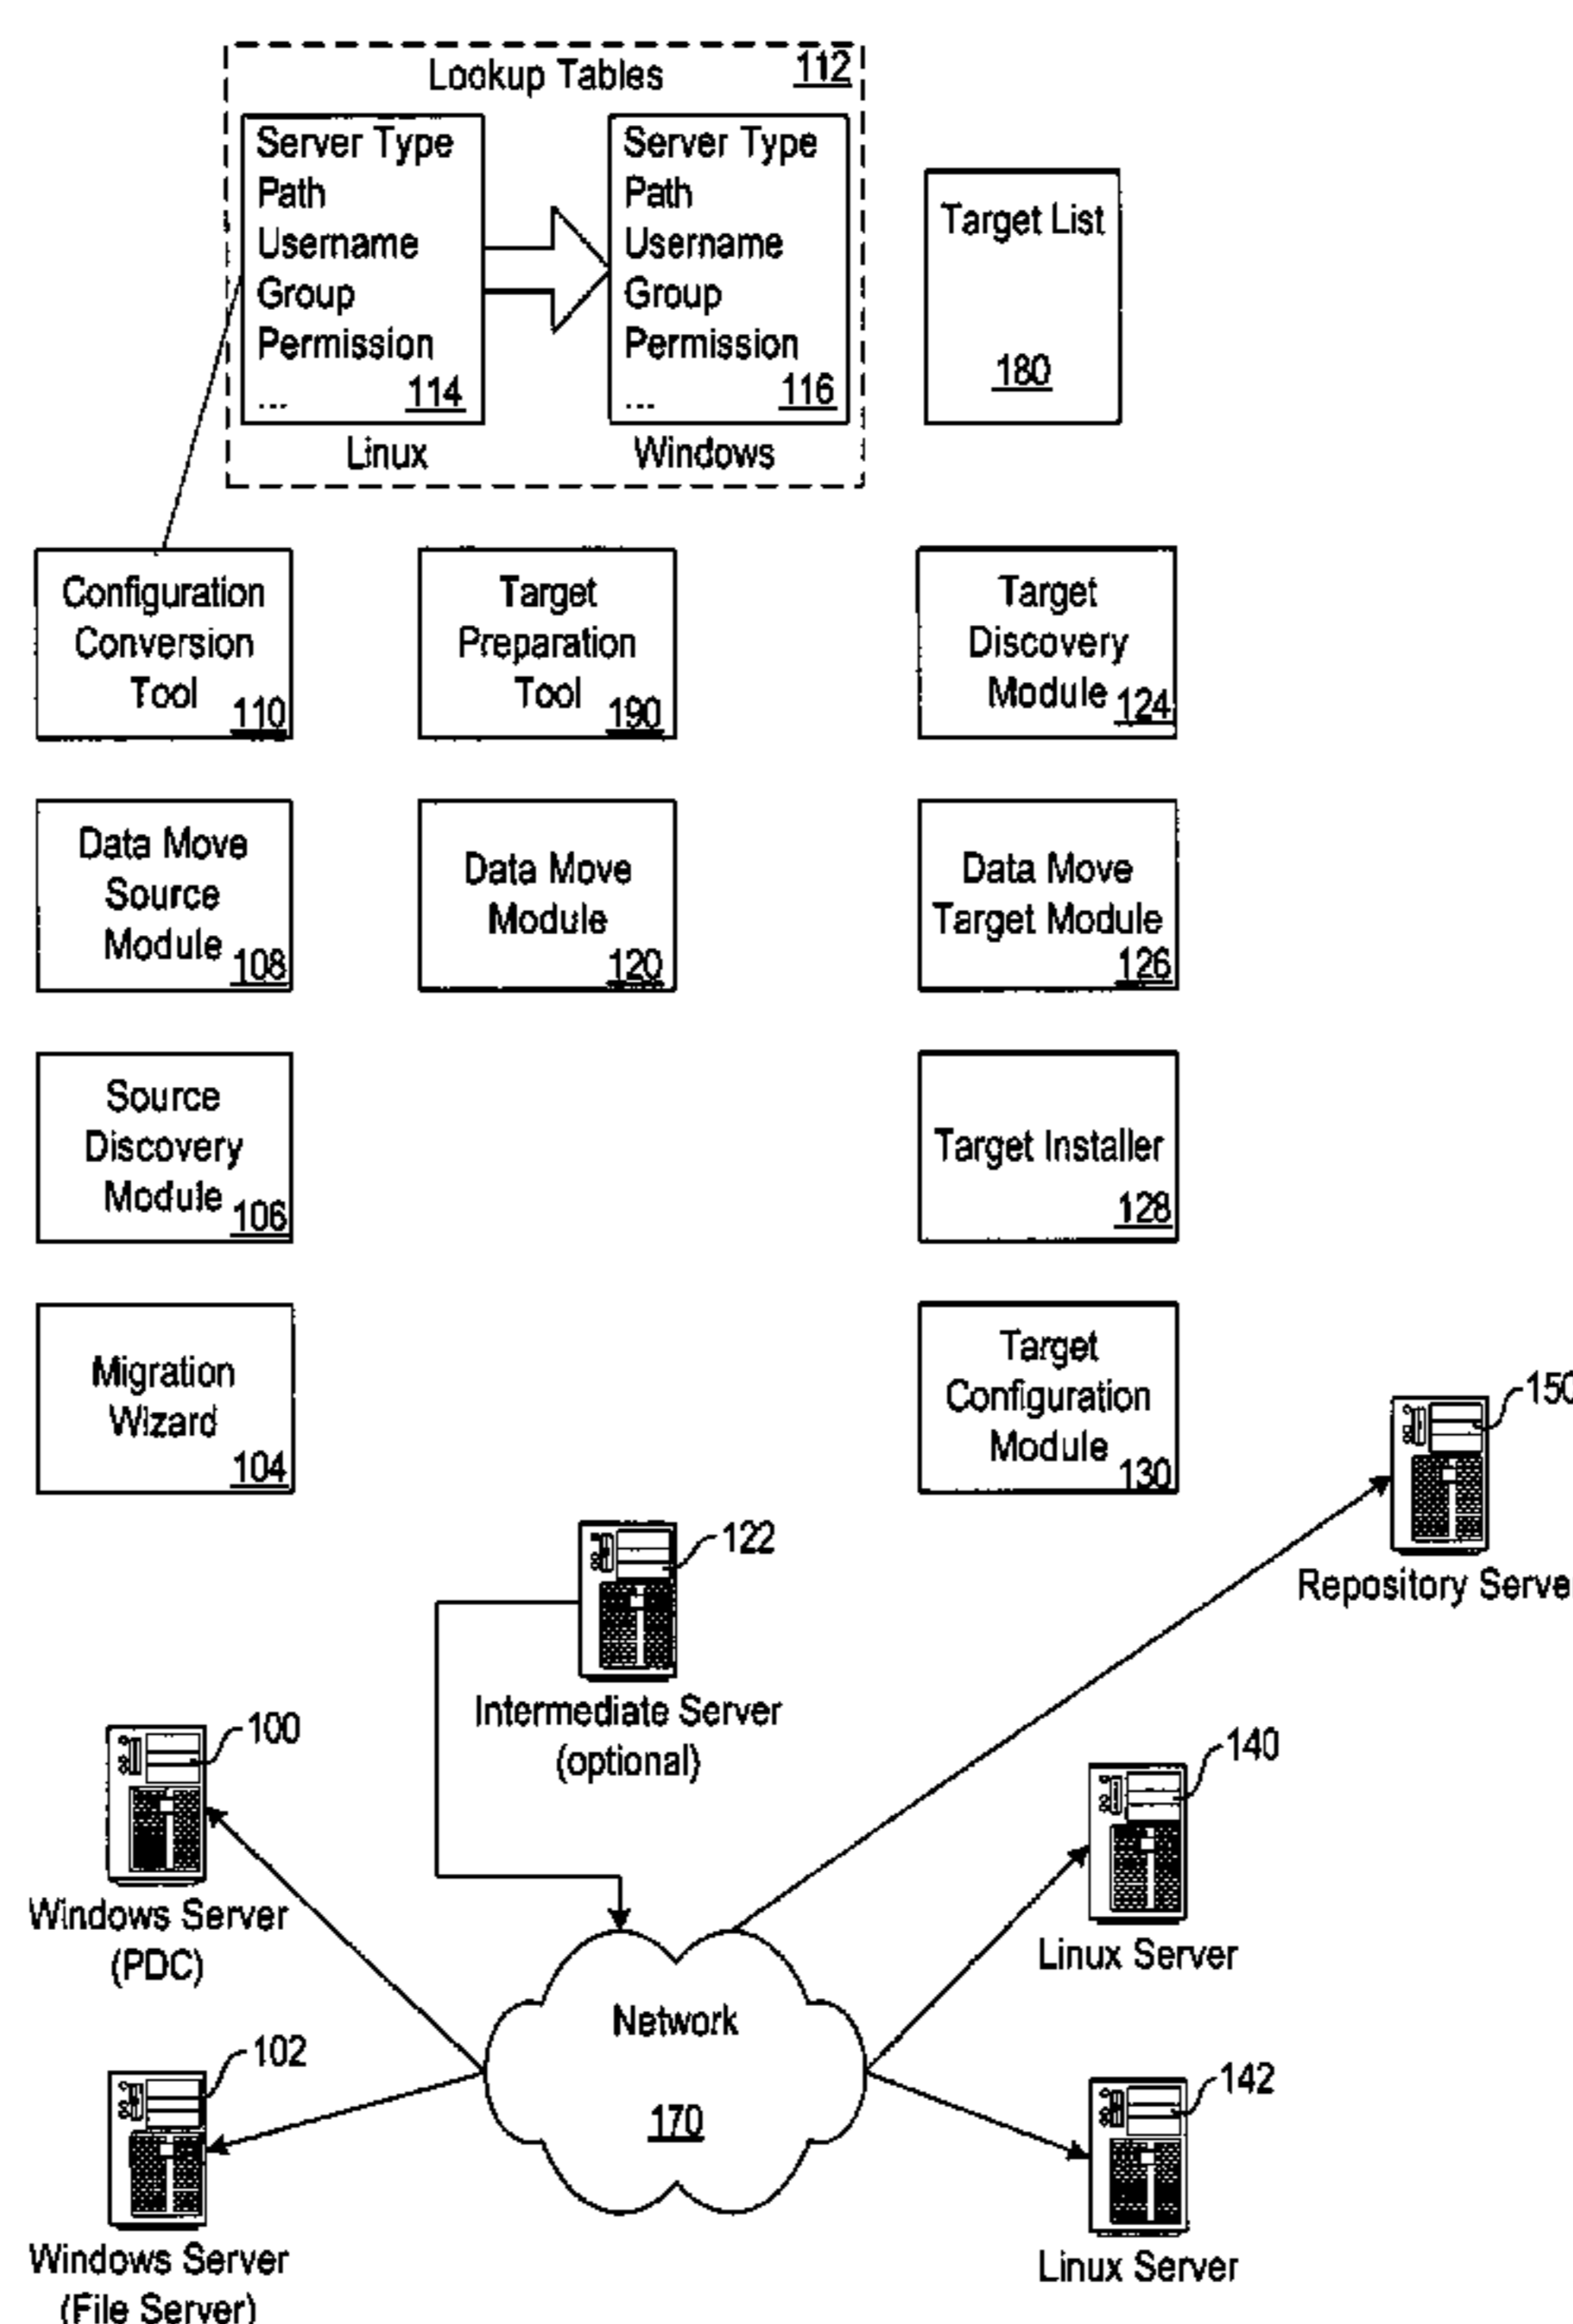 Lookup Tables 112
Server Type
Path
Username
Group
Permission
... 114
Linux
Server Type
Path
Username
Group
Permission
... 116
Windows
Target List
180
Configuration
Conversion
Tool 110
Target
Preparation
Tool 190
Target
Discovery
Module 124
Data Move
Source
Module 108
Data Move
Module
120
Data Move
Target Module
126
Source
Discovery
Module 106
Target Installer
128
Migration
Wizard
104
Target
Configuration
Module 130
150
Repository Serve
122
Intermediate Server
(optional)
100
Windows Server
(PDC)
140
Linux Server
Network
170
102
Windows Server
(File Server)
142
Linux Server